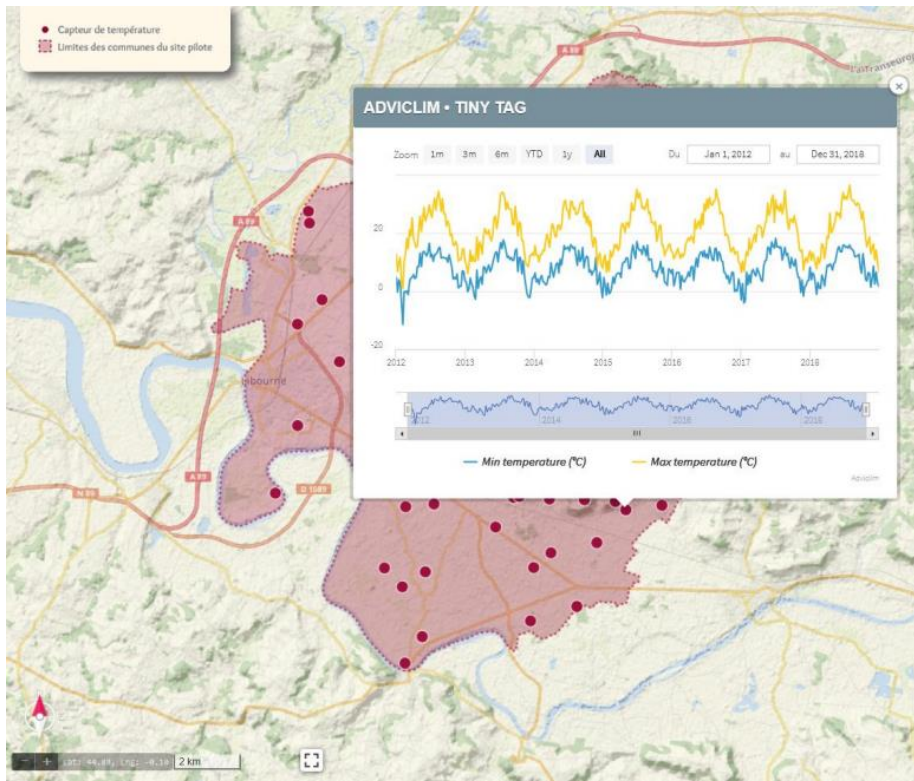 Capteur de température
Limites des communes du site pilote
A 89
ADVICLIM • TINY TAG
Zoom 1m 3m 6m YTD 1y All Du Jan 1, 2012 au Dec 31, 2018
20
0
-20
2012 2013 2014 2015 2016 2017 2018
2012 2014 2016 2018
Min temperature (°C) Max temperature (°C)
Adviclim
A 89
A 89
N 89
D 1089
2 km